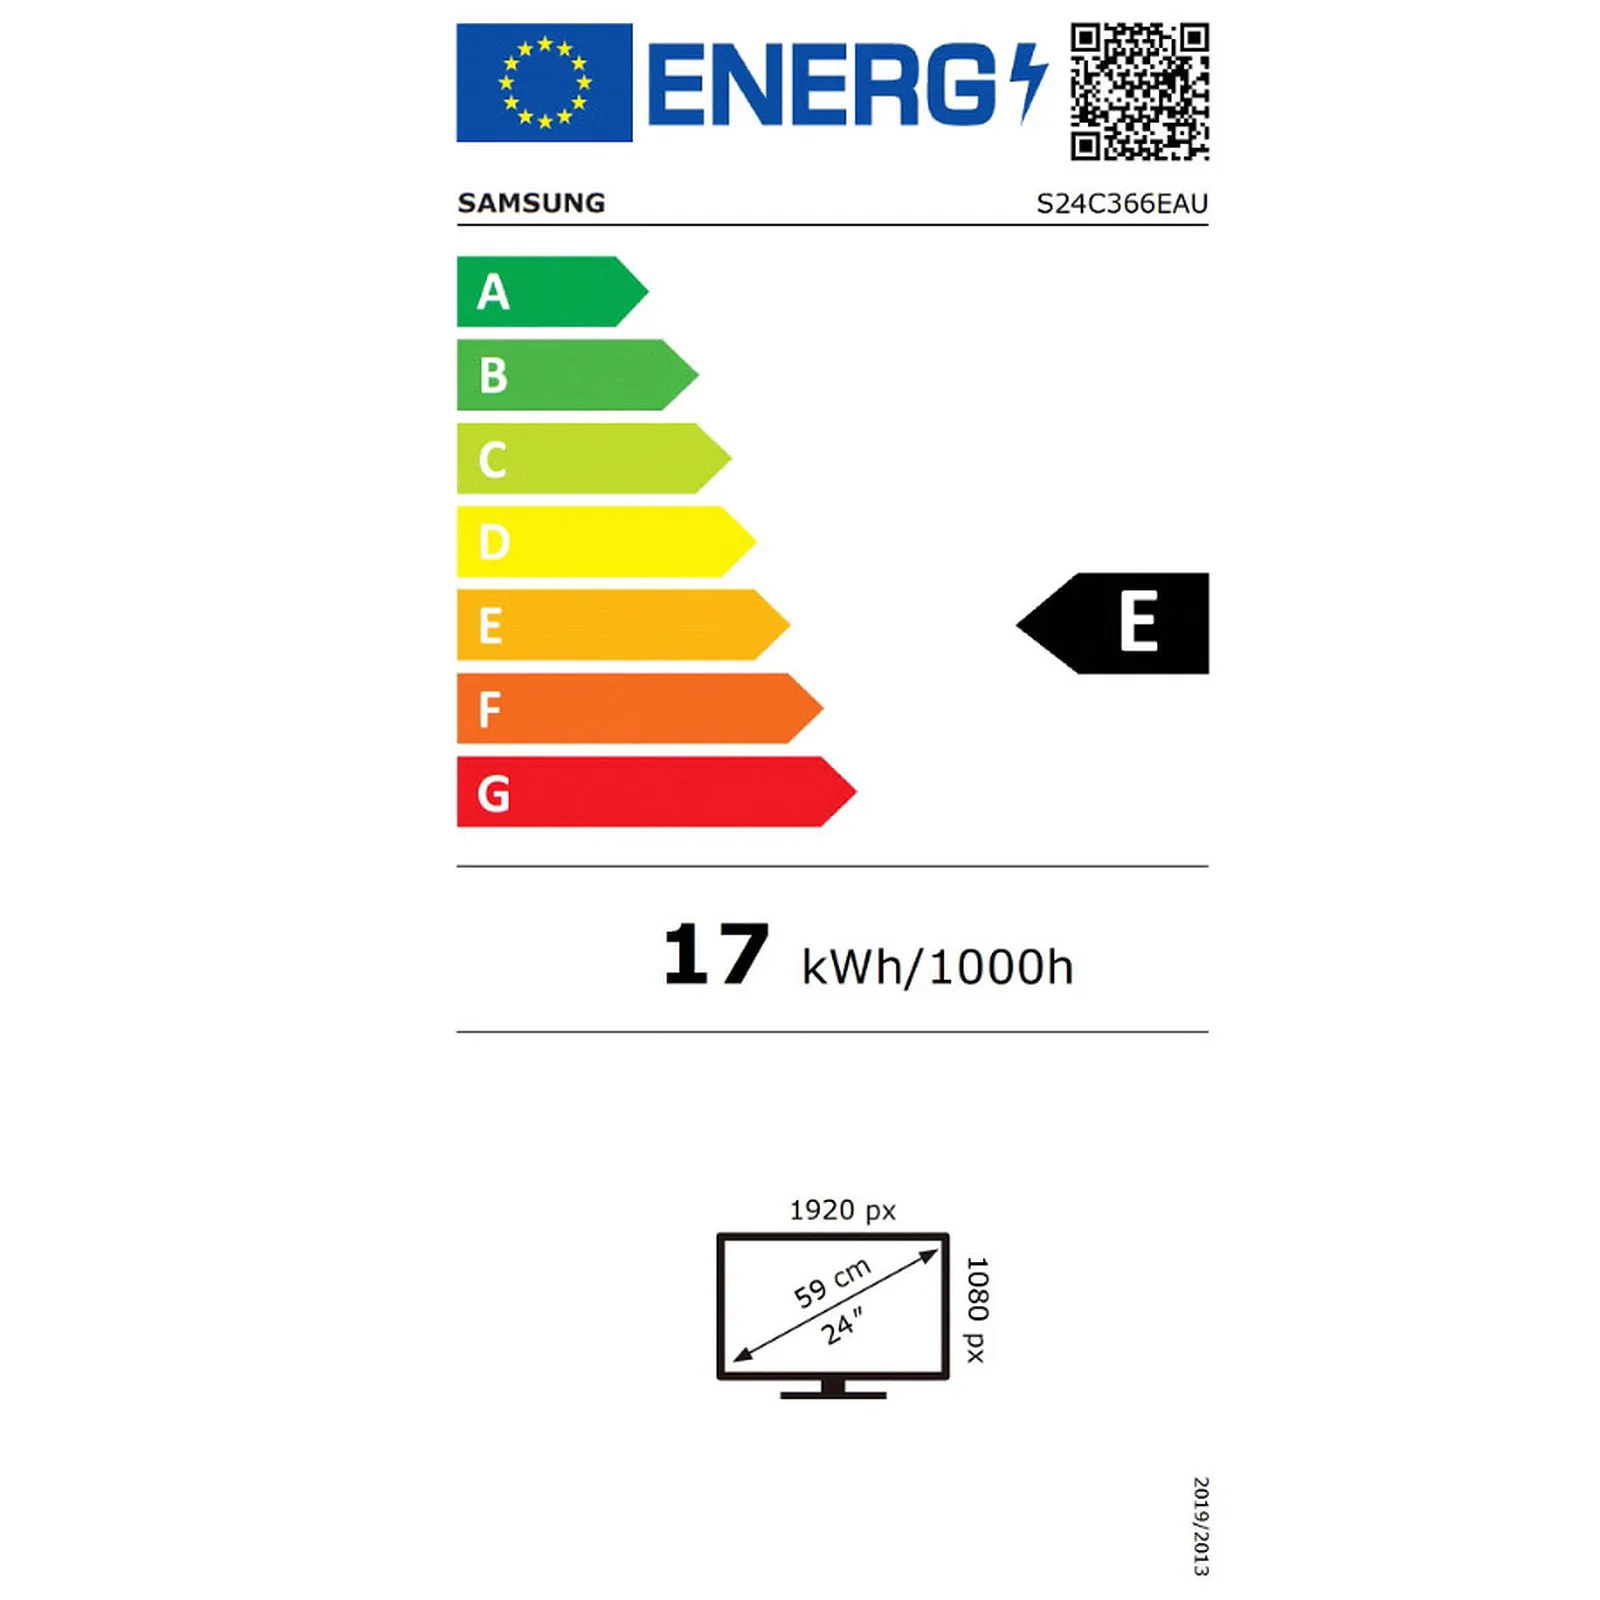 ENERG
SAMSUNG
S24C366EAU
A
B
C
D
E
E
F
G
17 kWh/1000h
1920 px
59 cm
24"
1080 px
2019/2013